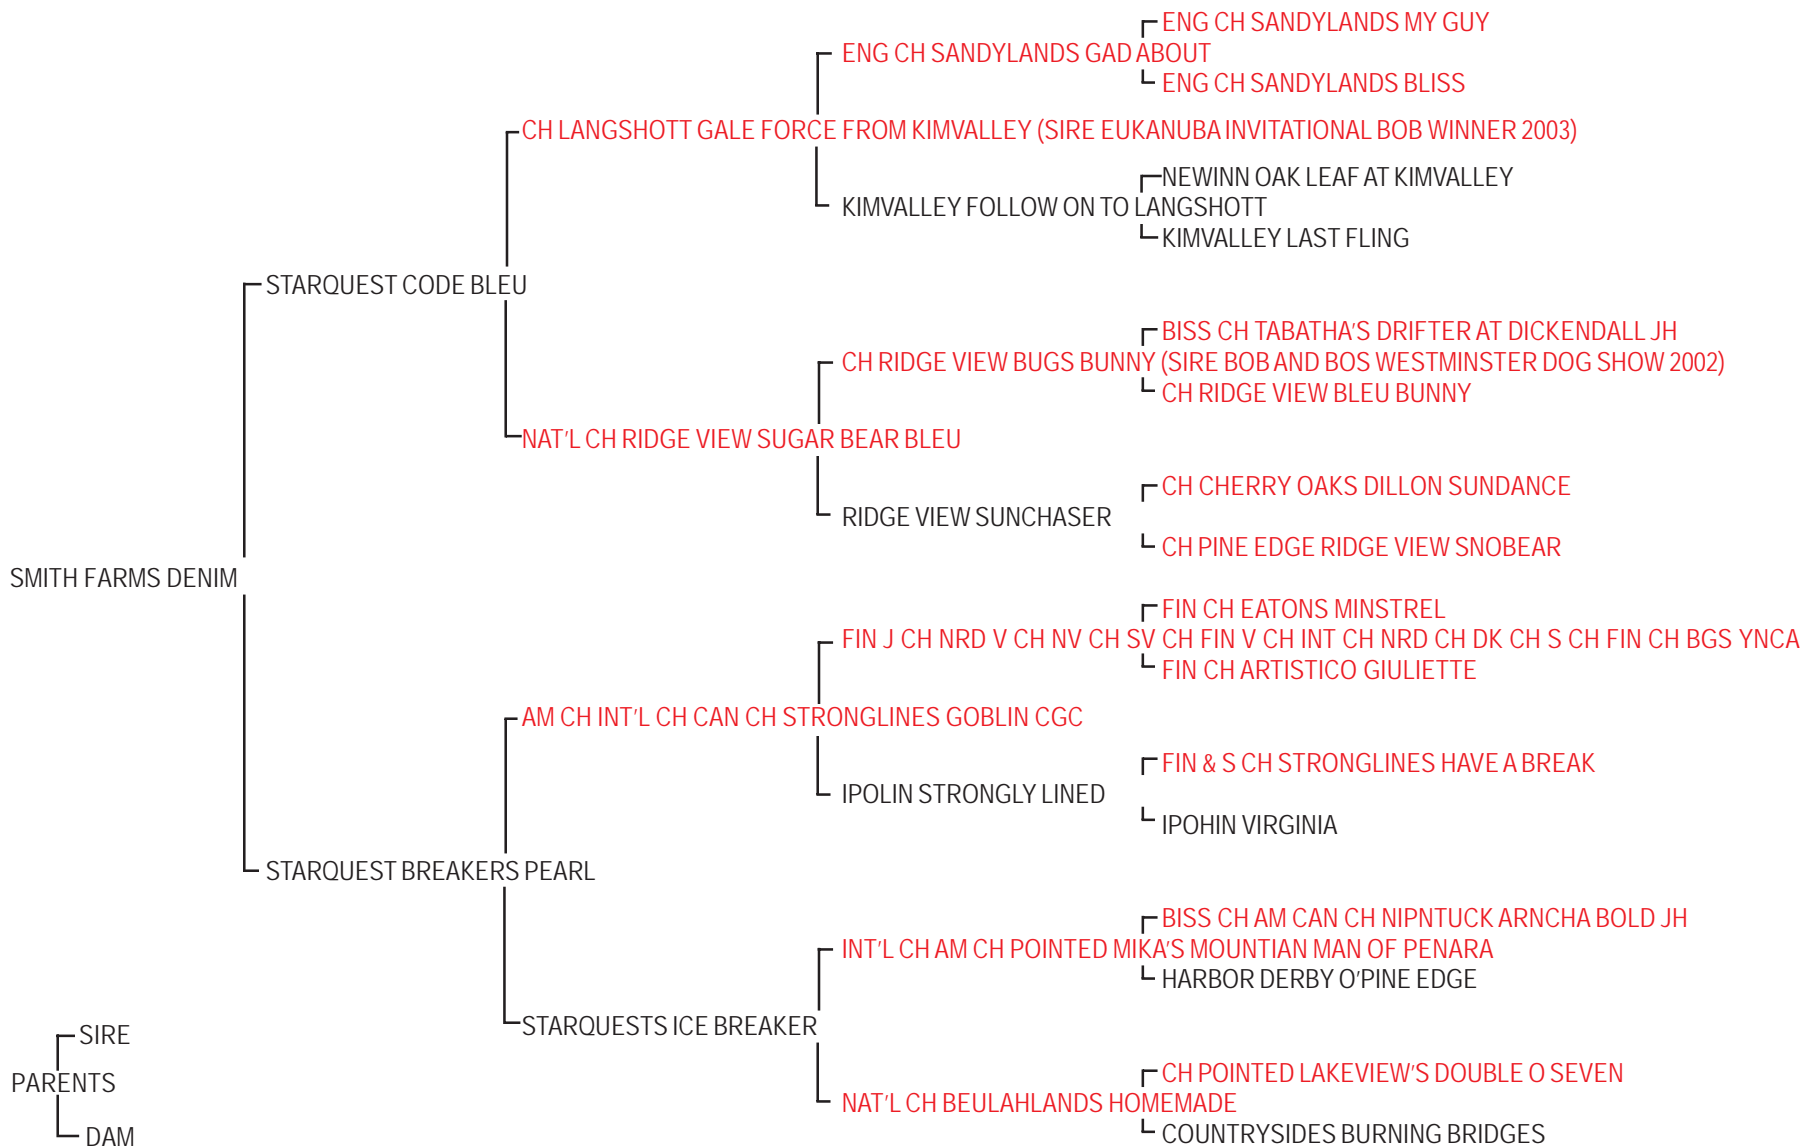 ENG CH SANDYLANDS MY GUY
ENG CH SANDYLANDS GAD ABOUT
ENG CH SANDYLANDS BLISS
CH LANGSHOTT GALE FORCE FROM KIMVALLEY (SIRE EUKANUBA INVITATIONAL BOB WINNER 2003)
NEWINN OAK LEAF AT KIMVALLEY
KIMVALLEY FOLLOW ON TO LANGSHOTT
KIMVALLEY LAST FLING
STARQUEST CODE BLEU
BISS CH TABATHA'S DRIFTER AT DICKENDALL JH
CH RIDGE VIEW BUGS BUNNY (SIRE BOB AND BOS WESTMINSTER DOG SHOW 2002)
CH RIDGE VIEW BLEU BUNNY
NAT'L CH RIDGE VIEW SUGAR BEAR BLEU
CH CHERRY OAKS DILLON SUNDANCE
RIDGE VIEW SUNCHASER
CH PINE EDGE RIDGE VIEW SNOBEAR
SMITH FARMS DENIM
FIN CH EATONS MINSTREL
FIN J CH NRD V CH NV CH SV CH FIN V CH INT CH NRD CH DK CH S CH FIN CH BGS YNCA
FIN CH ARTISTICO GIULIETTE
AM CH INT'L CH CAN CH STRONGLINES GOBLIN CGC
FIN & S CH STRONGLINES HAVE A BREAK
IPOLIN STRONGLY LINED
IPOHIN VIRGINIA
STARQUEST BREAKERS PEARL
BISS CH AM CAN CH NIPNTUCK ARNCHA BOLD JH
INT'L CH AM CH POINTED MIKA'S MOUNTIAN MAN OF PENARA
HARBOR DERBY O'PINE EDGE
STARQUESTS ICE BREAKER
CH POINTED LAKEVIEW'S DOUBLE O SEVEN
NAT'L CH BEULAHLANDS HOMEMADE
COUNTRYSIDES BURNING BRIDGES
SIRE
PARENTS
DAM